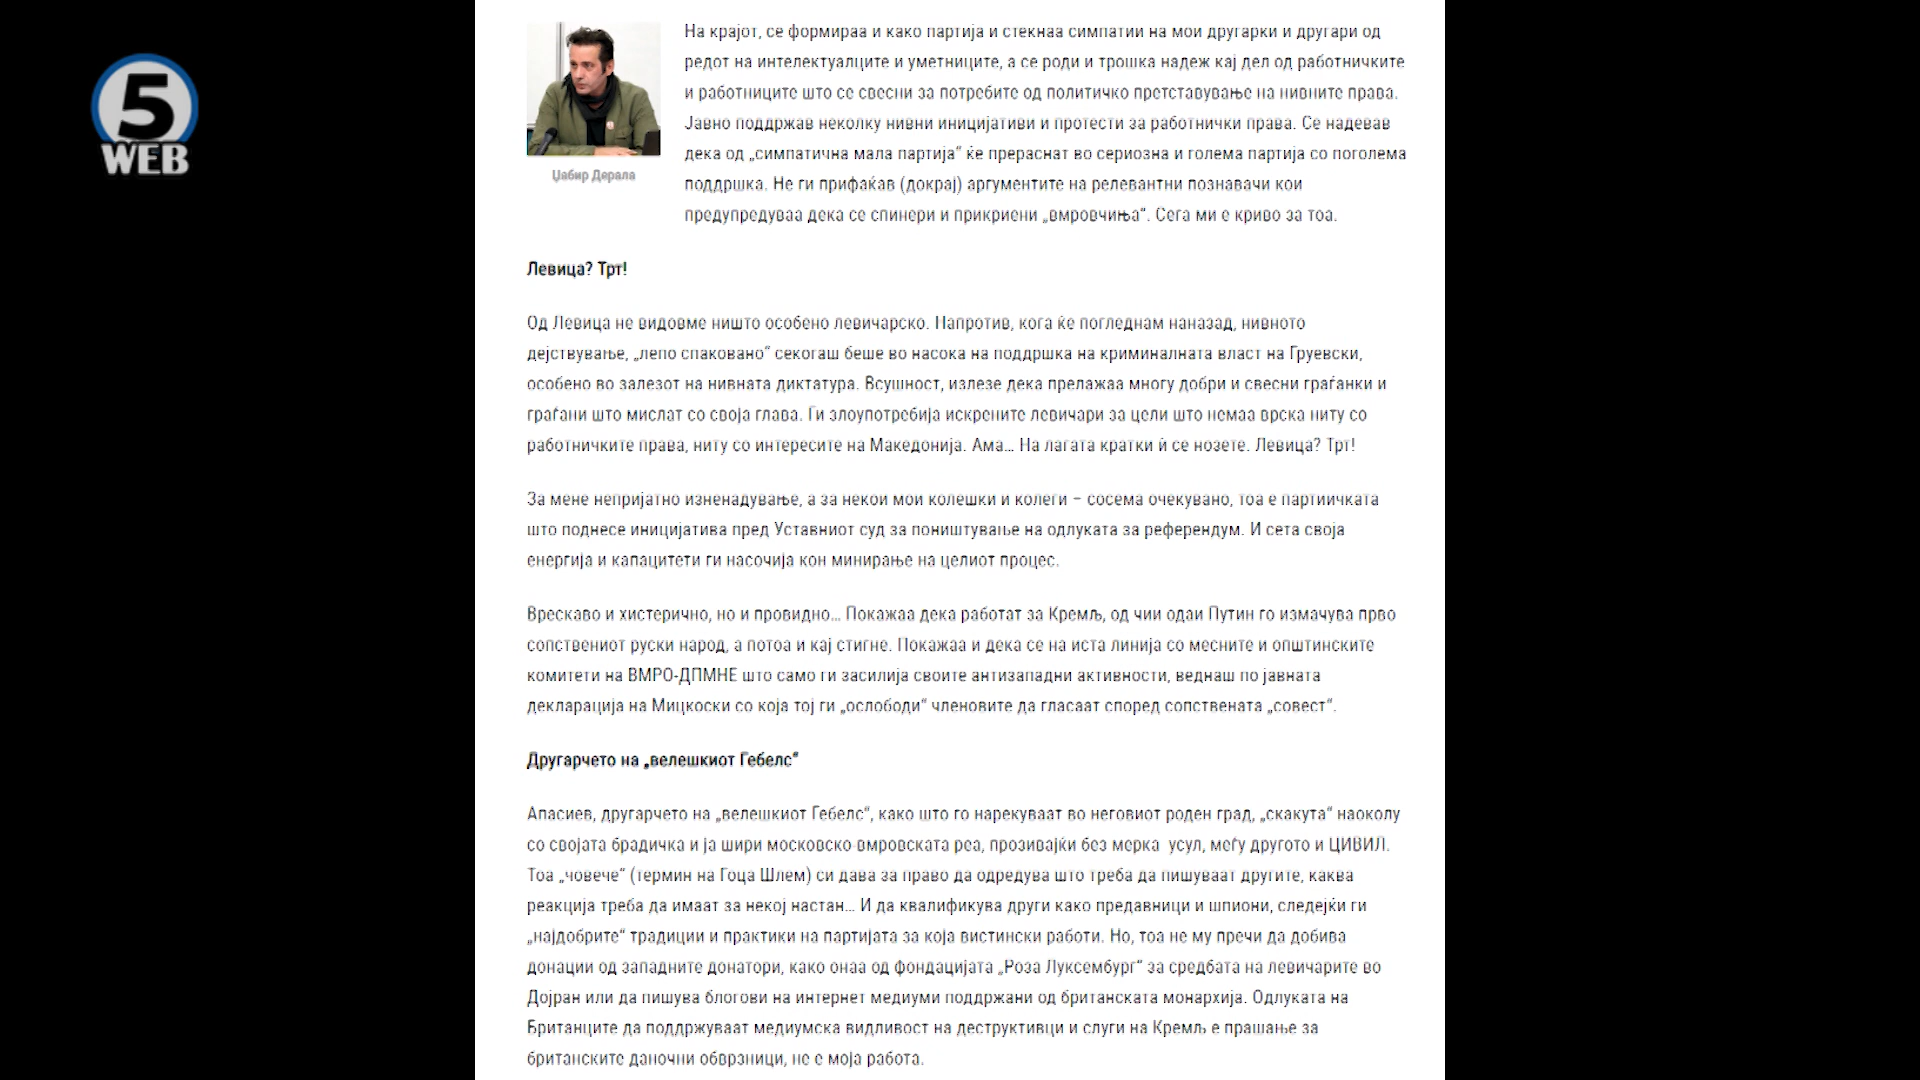 5
WEB
На крајот, се формираа и како партија и стекнаа симпатии на мои другарки и другари од
редот на интелектуалците и уметниците, а се роди и трошка надеж кај дел од работничките
и работниците што се свесни за потребите од политичко претставување на нивните права.
Јавно поддржав неколку нивни иницијативи и протести за работнички права. Се надевав
дека од „симпатична мала партија“ ќе прераснат во сериозна и голема партија со поголема
поддршка. Не ги прифаќав (докрај) аргументите на релевантни познавачи кои
предупредуваа дека се спинери и прикриени „вмровчиња“. Сега ми е криво за тоа.
Џабир Дерала
Левица? Трт!
Од Левица не видовме ништо особено левичарско. Напротив, кога ќе погледнам наназад, нивното
дејствување, „лепо спаковано“ секогаш беше во насока на поддршка на криминалната власт на Груевски,
особено во залезот на нивната диктатура. Всушност, излезе дека прелажаа многу добри и свесни граѓанки и
граѓани што мислат со своја глава. Ги злоупотребија искрените левичари за цели што немаа врска ниту со
работничките права, ниту со интересите на Македонија. Ама… На лагата кратки ѝ се нозете. Левица? Трт!
За мене непријатно изненадување, а за некои мои колешки и колеги – сосема очекувано, тоа е партиичката
што поднесе иницијатива пред Уставниот суд за поништување на одлуката за референдум. И сета своја
енергија и капацитети ги насочија кон минирање на целиот процес.
Врескаво и хистерично, но и провидно… Покажаа дека работат за Кремљ, од чии одаи Путин го измачува прво
сопствениот руски народ, а потоа и кај стигне. Покажаа и дека се на иста линија со месните и општинските
комитети на ВМРО-ДПМНЕ што само ги засилија своите антизападни активности, веднаш по јавната
декларација на Мицкоски со која тој ги „ослободи“ членовите да гласаат според сопствената „совест“.
Другарчето на „велешкиот Гебелс“
Апасиев, другарчето на „велешкиот Гебелс“, како што го нарекуваат во неговиот роден град, „скакута“ наоколу
со својата брадичка и ја шири московско-вмровската реа, прозивајќи без мерка  усул, меѓу другото и ЦИВИЛ.
Тоа „човече“ (термин на Гоца Шлем) си дава за право да одредува што треба да пишуваат другите, каква
реакција треба да имаат за некој настан… И да квалификува други како предавници и шпиони, следејќи ги
„најдобрите“ традиции и практики на партијата за која вистински работи. Но, тоа не му пречи да добива
донации од западните донатори, како онаа од фондацијата „Роза Луксембург“ за средбата на левичарите во
Дојран или да пишува блогови на интернет медиуми поддржани од британската монархија. Одлуката на
Британците да поддржуваат медиумска видливост на деструктивци и слуги на Кремљ е прашање за
британските даночни обврзници, не е моја работа.